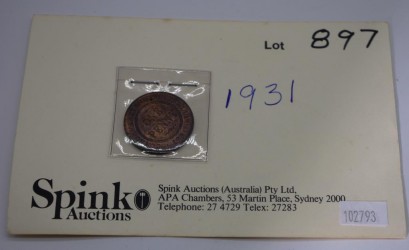 Lot 897
1931
Spink
Auctions
Spink Auctions (Australia) Pty Ltd.
APA Chambers, 53 Martin Place, Sydney 2000
Telephone: 27 4729 Telex: 27283
102793